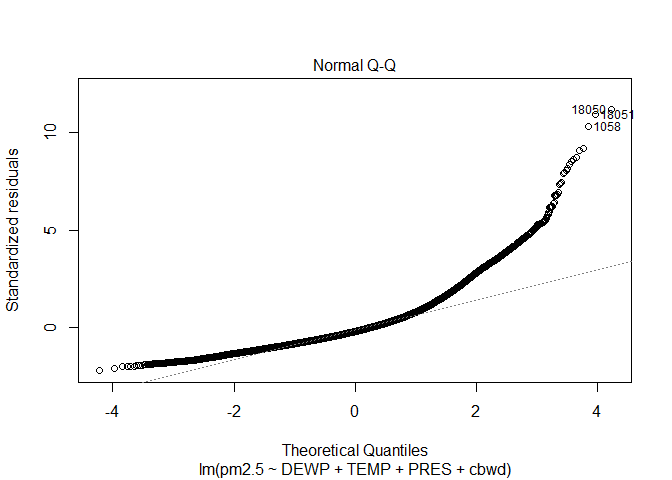 Normal Q-Q
Standardized residuals
10
5
0
18050
18051
1058
-4
-2
0
2
4
Theoretical Quantiles
lm(pm2.5 ~ DEWP + TEMP + PRES + cbwd)